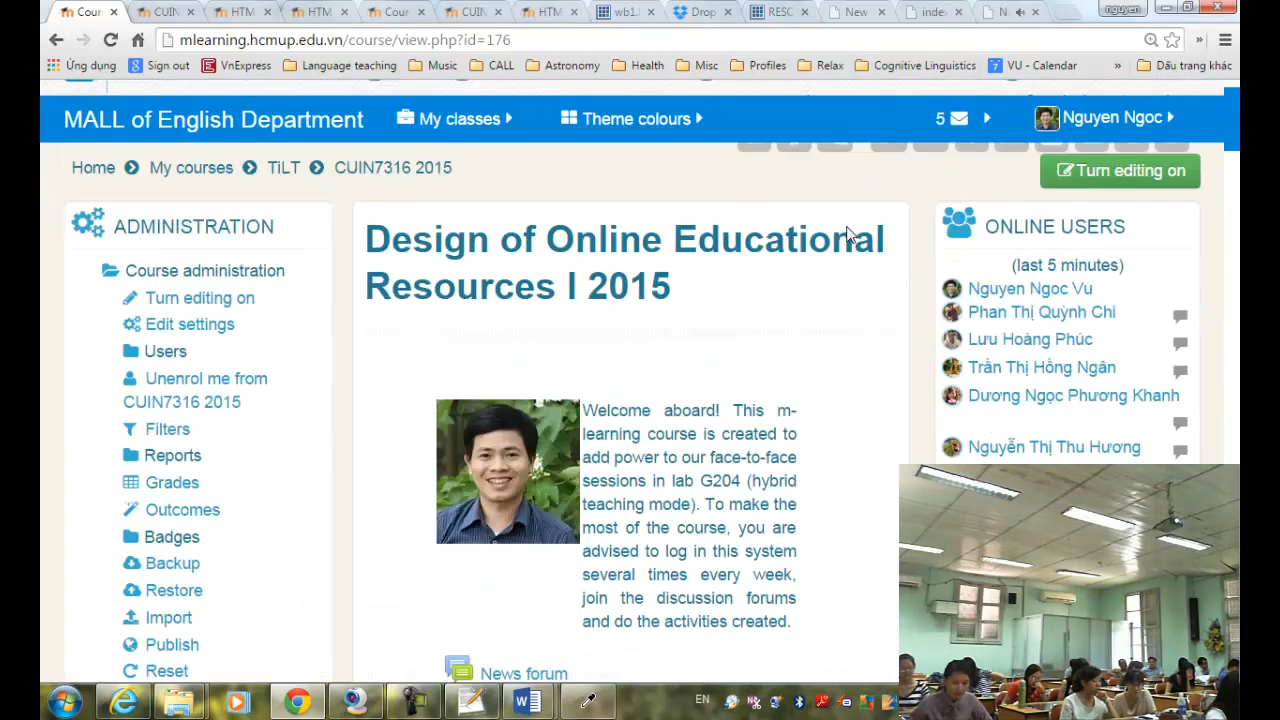 Cour
CUIN
HTM
HTM
Cour
CUIN
HTM
wb1.
Drop
RESC
New
index
N
nguyen
mlearning.hcmup.edu.vn/course/view.php?id=176
Ứng dụng
Sign out
VnExpress
Language teaching
Music
CALL
Astronomy
Health
Misc
Profiles
Relax
Cognitive Linguistics
7 VU - Calendar
»
Dấu trang khác
MALL of English Department
My classes
Theme colours
5
Nguyen Ngoc
Home
My courses
TiLT
CUIN7316 2015
Turn editing on
ADMINISTRATION
Course administration
Turn editing on
Edit settings
Users
Unenrol me from
CUIN7316 2015
Filters
Reports
Grades
Outcomes
Badges
Backup
Restore
Import
Publish
Reset
Design of Online Educational
Resources I 2015
Welcome aboard! This m-
learning course is created to
add power to our face-to-face
sessions in lab G204 (hybrid
teaching mode). To make the
most of the course, you are
advised to log in this system
several times every week,
join the discussion forums
and do the activities created.
News forum
ONLINE USERS
(last 5 minutes)
Nguyen Ngoc Vu
Phan Thị Quỳnh Chi
Lưu Hoàng Phúc
Trần Thị Hồng Ngân
Dương Ngọc Phương Khanh
Nguyễn Thị Thu Hương
EN